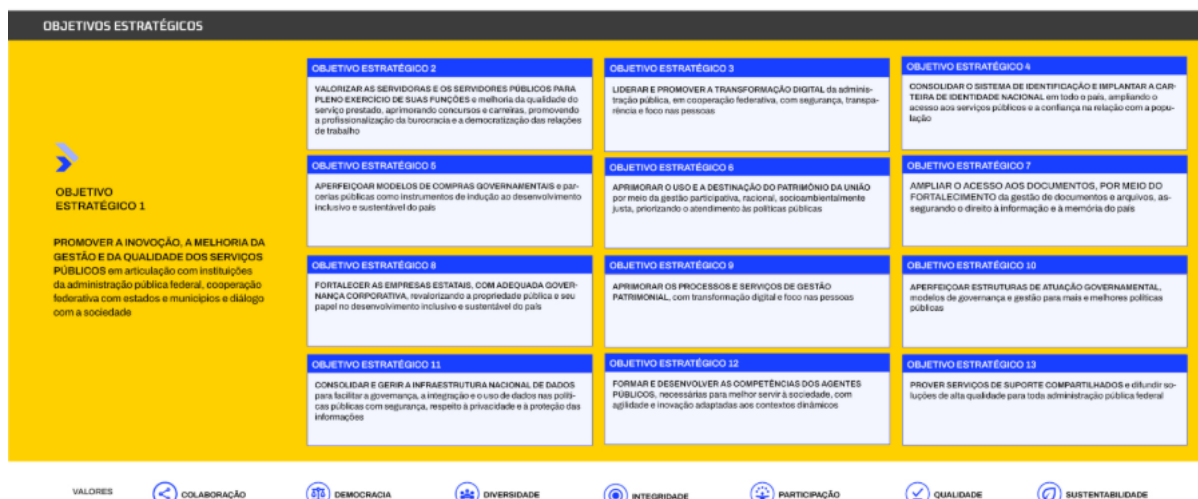 OBJETIVOS ESTRATÉGICOS
OBJETIVO
ESTRATÉGICO 1
PROMOVER A INOVOÇÃO, A MELHORIA DA
GESTÃO E DA QUALIDADE DOS SERVIÇOS
PÚBLICOS em articulação com instituições
da administração pública federal, cooperação
federativa com estados e municipios e diálogo
com a sociedade
OBJETIVO ESTRATÉGICO 2
VALORIZAR AS SERVIDORAS E OS SERVIDORES PÚBLICOS PARA
PLENO EXERCÍCIO DE SUAS FUNÇÕES e melhoria da qualidade do
serviço prestado, aprimorando concursos e carreiras, promovendo
a profissionalização da burocracia e a democratização das relações
de trabalho
OBJETIVO ESTRATÉGICO 3
LIDERAR E PROMOVER A TRANSFORMAÇÃO DIGITAL da adminis-
tração pública, em cooperação federativa, com segurança, transpa-
rência e foco nas pessoas
OBJETIVO ESTRATÉGICO 4
CONSOLIDAR O SISTEMA DE IDENTIFICAÇÃO E IMPLANTAR A CAR-
TEIRA DE IDENTIDADE NACIONAL em todo o país, ampliando o
acesso aos serviços públicos e a confiança na relação com a popu-
lação
OBJETIVO ESTRATÉGICO 5
APERFEIÇOAR MODELOS DE COMPRAS GOVERNAMENTAIS e par-
cerias públicas como instrumentos de indução ao desenvolvimento
inclusivo e sustentável do país
OBJETIVO ESTRATÉGICO 6
APRIMORAR O USO E A DESTINAÇÃO DO PATRIMÔNIO DA UNIÃO
por meio da gestão participativa, racional, socioambientalmente
justa, priorizando o atendimento às políticas públicas
OBJETIVO ESTRATÉGICO 7
AMPLIAR O ACESSO AOS DOCUMENTOS, POR MEIO DO
FORTALECIMENTO da gestão de documentos e arquivos, as-
segurando o direito à informação e à memória do país
OBJETIVO ESTRATÉGICO 8
FORTALECER AS EMPRESAS ESTATAIS, COM ADEQUADA GOVER-
NANÇA CORPORATIVA, revalorizando a propriedade pública e seu
papel no desenvolvimento inclusivo e sustentável do país
OBJETIVO ESTRATÉGICO 9
APRIMORAR OS PROCESSOS E SERVIÇOS DE GESTÃO
PATRIMONIAL, com transformação digital e foco nas pessoas
OBJETIVO ESTRATÉGICO 10
APERFEIÇOAR ESTRUTURAS DE ATUAÇÃO GOVERNAMENTAL,
modelos de governança e gestão para mais e melhores políticas
públicas
OBJETIVO ESTRATÉGICO 11
CONSOLIDAR E GERIR A INFRAESTRUTURA NACIONAL DE DADOS
para facilitar a governança, a integração e o uso de dados nas políti-
cas públicas com segurança, respeito à privacidade e à proteção das
informações
OBJETIVO ESTRATÉGICO 12
FORMAR E DESENVOLVER AS COMPETÊNCIAS DOS AGENTES
PÚBLICOS, necessárias para melhor servir à sociedade, com
agilidade e inovação adaptadas aos contextos dinâmicos
OBJETIVO ESTRATÉGICO 13
PROVER SERVIÇOS DE SUPORTE COMPARTILHADOS e difundir so-
luções de alta qualidade para toda administração pública federal
VALORES
COLABORAÇÃO
DEMOCRACIA
DIVERSIDADE
INTEGRIDADE
PARTICIPAÇÃO
QUALIDADE
SUSTENTABILIDADE